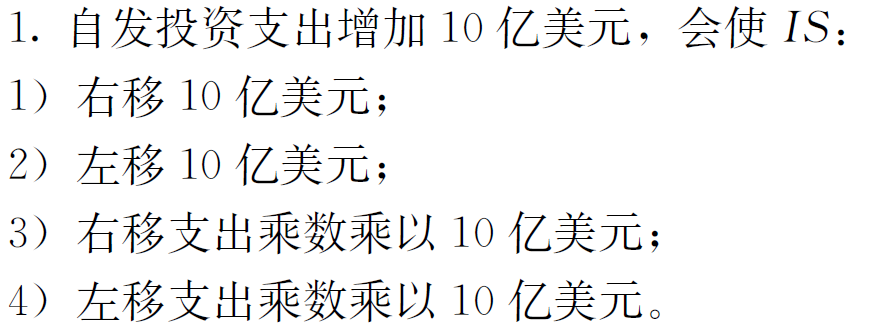 1. 自发投资支出增加 10 亿美元，会使 IS：
1）右移 10 亿美元；
2）左移 10 亿美元；
3）右移支出乘数乘以 10 亿美元；
4）左移支出乘数乘以 10 亿美元。